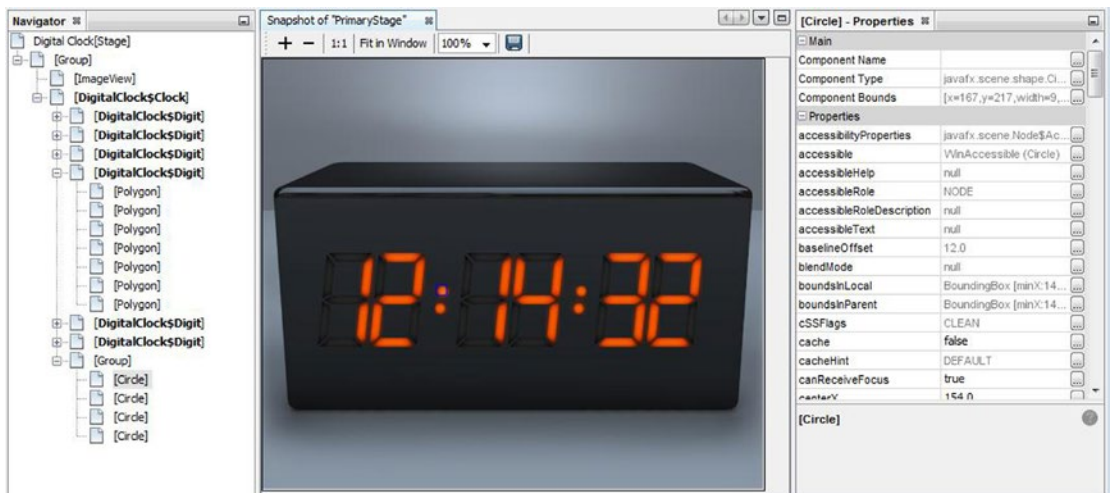 Navigator
Digital Clock[Stage]
[Group]
[ImageView]
[DigitalClock$Clock]
[DigitalClock$Digit]
[DigitalClock$Digit]
[DigitalClock$Digit]
[DigitalClock$Digit]
[Polygon]
[Polygon]
[Polygon]
[Polygon]
[Polygon]
[Polygon]
[Polygon]
[DigitalClock$Digit]
[DigitalClock$Digit]
[Group]
[Circle]
[Circle]
[Circle]
[Circle]
Snapshot of "PrimaryStage"
1:1 Fit in Window 100%
12:14:32
[Circle] - Properties
Main
Component Name
Component Type javafx.scene.shape.Ci...
Component Bounds [x=167,y=217,width=9,...
Properties
accessibilityProperties javafx.scene.Node$Ac...
accessible WinAccessible (Circle)
accessibleHelp null
accessibleRole NODE
accessibleRoleDescription null
accessibleText null
baselineOffset 12.0
blendMode null
boundsInLocal BoundingBox [minX:14...
boundsInParent BoundingBox [minX:14...
cSSFlags CLEAN
cache false
cacheHint DEFAULT
canReceiveFocus true
centerX 154.0
[Circle]